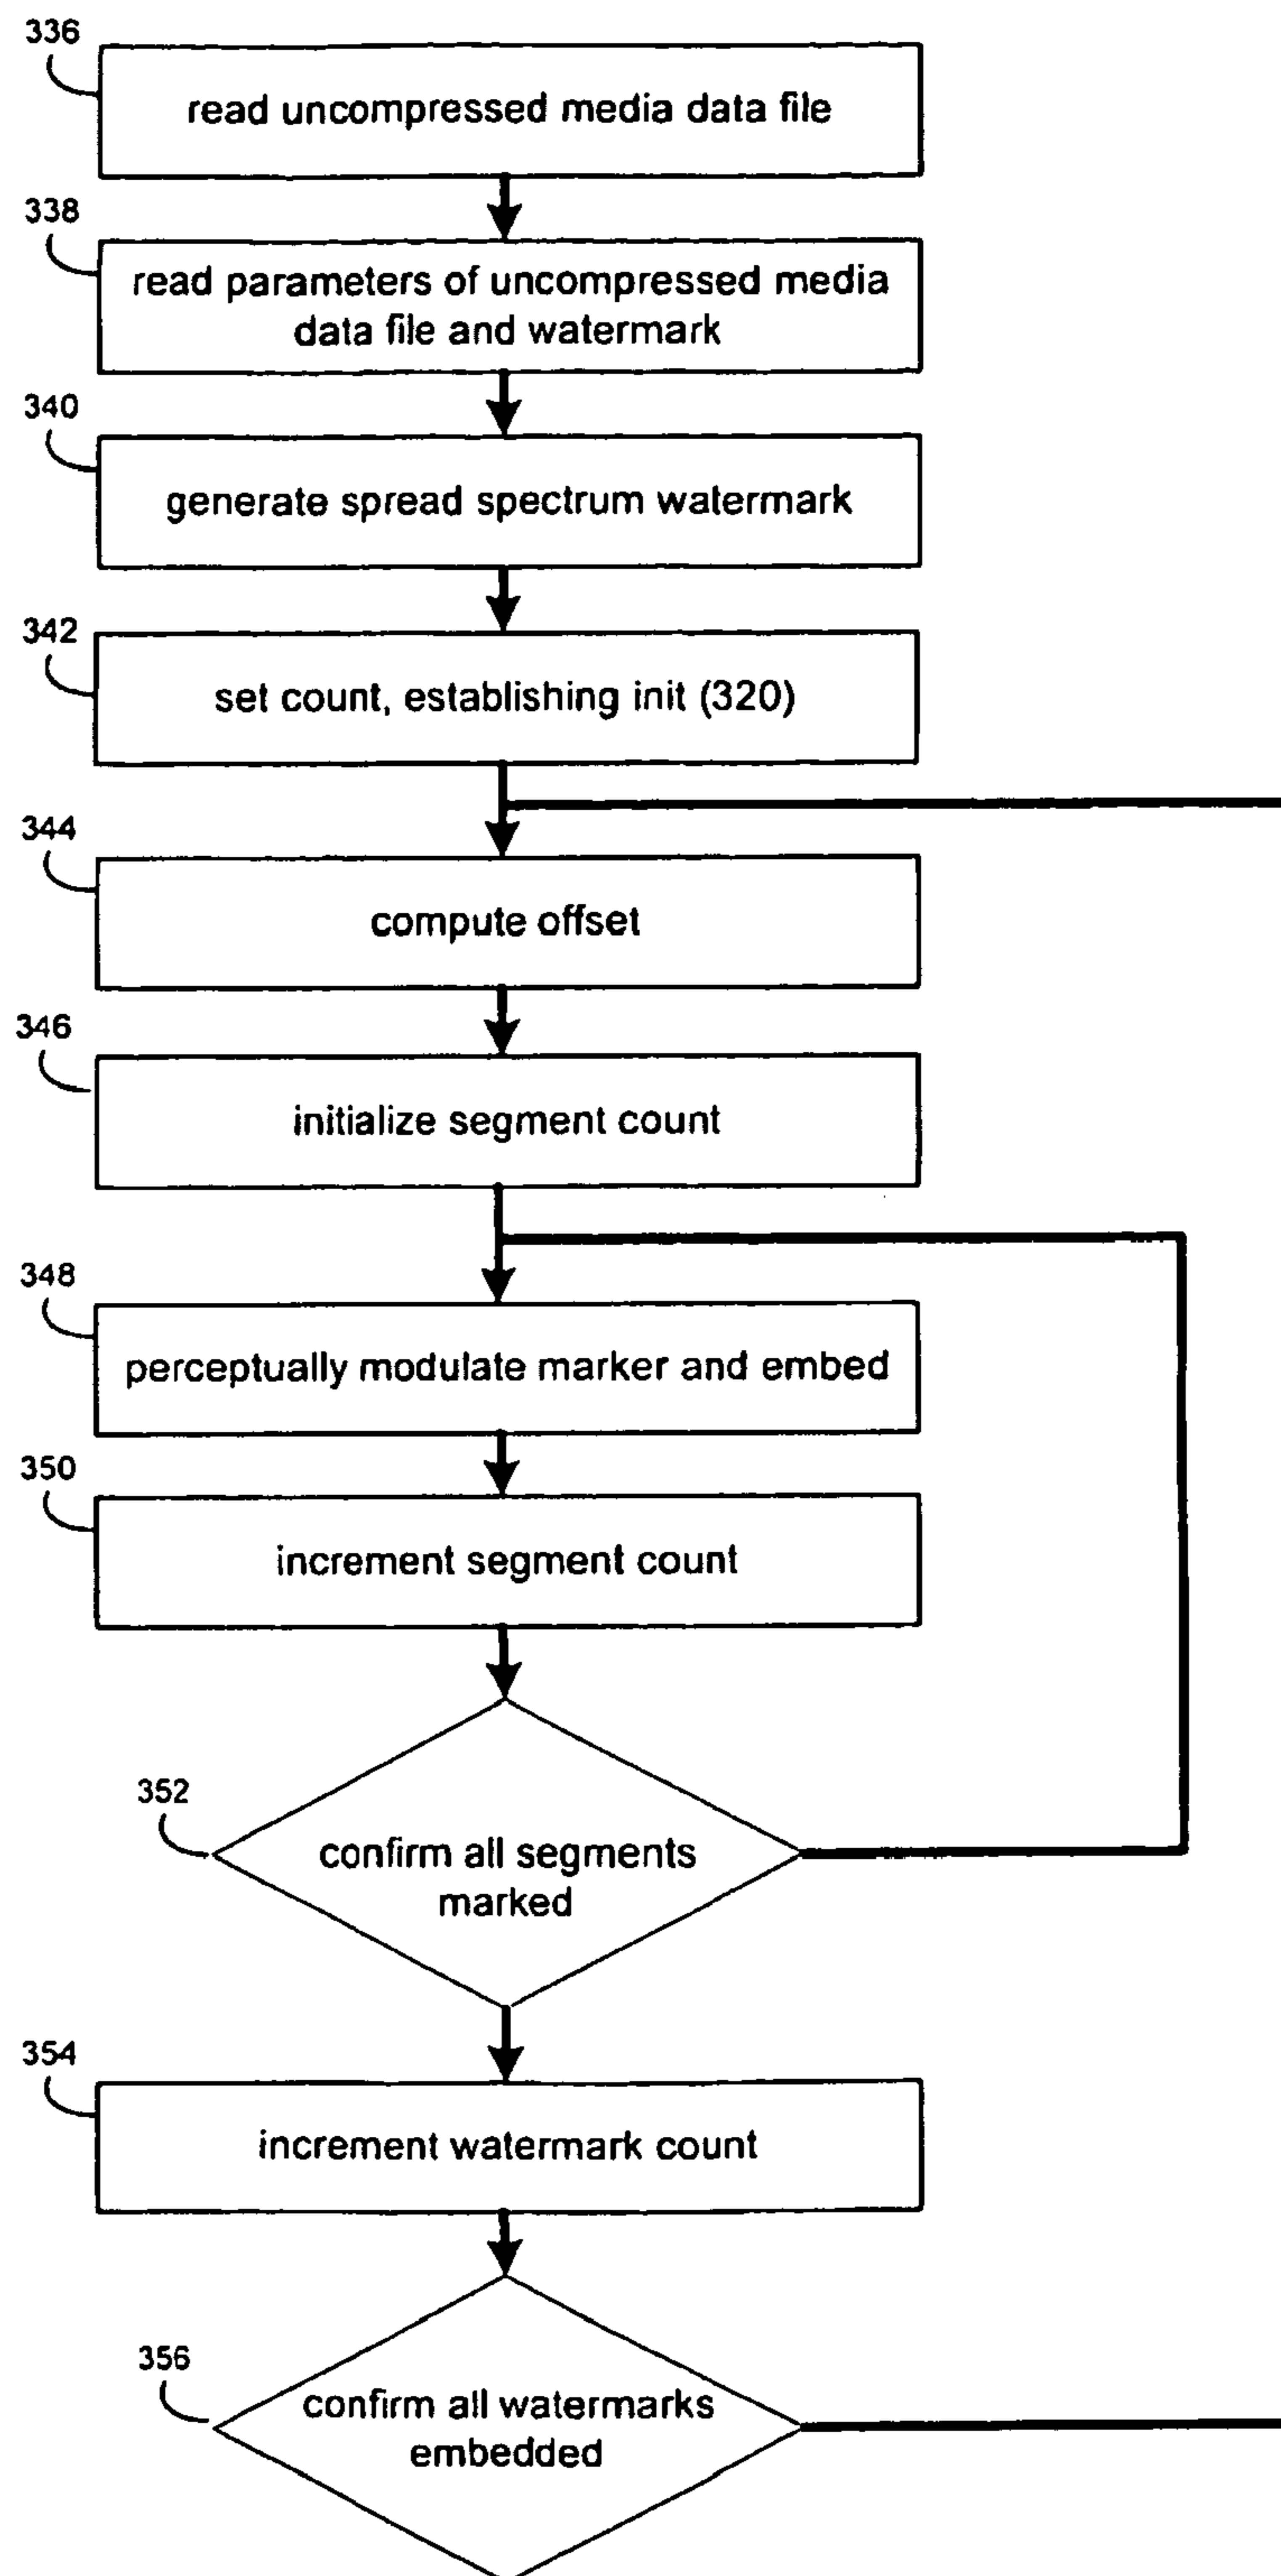 336
read uncompressed media data file
338
read parameters of uncompressed media
data file and watermark
340
generate spread spectrum watermark
342
set count, establishing init (320)
344
compute offset
346
initialize segment count
348
perceptually modulate marker and embed
350
increment segment count
352
confirm all segments
marked
354
increment watermark count
356
confirm all watermarks
embedded